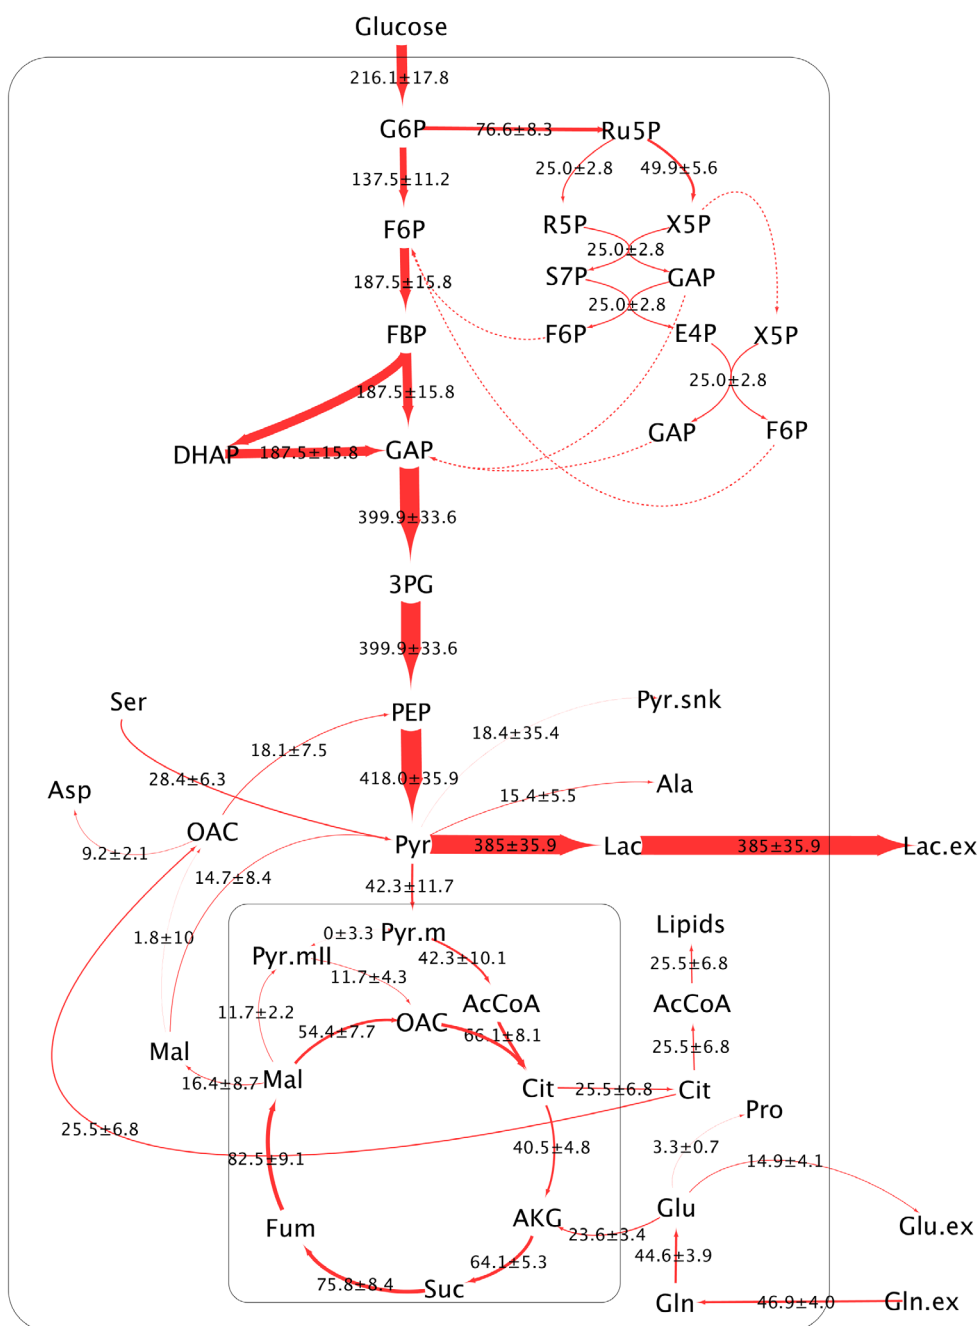 Glucose
216.1±17.8
G6P
76.6±8.3
Ru5P
137.5±11.2
25.0±2.8
49.9±5.6
F6P
R5P
X5P
25.0±2.8
187.5±15.8
S7P
GAP
25.0±2.8
FBP
F6P
E4P
X5P
187.5±15.8
25.0±2.8
DHAP
187.5±15.8
GAP
GAP
F6P
399.9±33.6
3PG
399.9±33.6
Ser
PEP
Pyr.snk
18.1±7.5
18.4±35.4
28.4±6.3
418.0±35.9
Asp
15.4±5.5
Ala
OAC
9.2±2.1
Pyr
385±35.9
Lac
385±35.9
Lac.ex
14.7±8.4
42.3±11.7
1.8±10
0±3.3
Pyr.m
Lipids
Pyr.mII
42.3±10.1
25.5±6.8
11.7±4.3
AcCoA
AcCoA
11.7±2.2
54.4±7.7
OAC
66.1±8.1
25.5±6.8
Mal
16.4±8.7
Mal
Cit
25.5±6.8
Cit
Pro
25.5±6.8
82.5±9.1
40.5±4.8
3.3±0.7
14.9±4.1
Fum
AKG
23.6±3.4
Glu
Glu.ex
64.1±5.3
44.6±3.9
75.8±8.4
Suc
Gln
46.9±4.0
Gln.ex